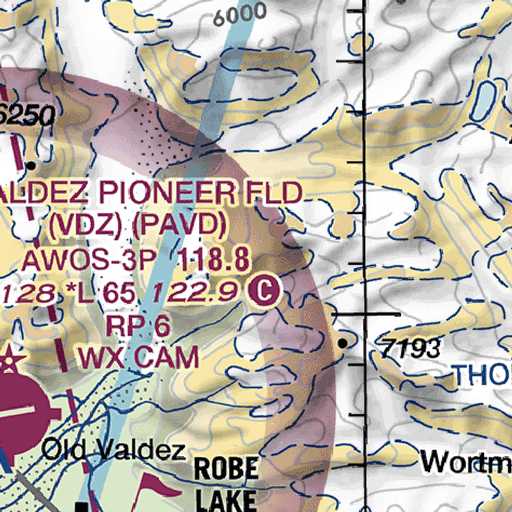 6000
6250
ALDEZ PIONEER FLD
(VDZ) (PAVD)
AWOS-3P 118.8
128 *L 65 122.9 C
RP 6
WX CAM
7193
THO
Old Valdez
ROBE
LAKE
Wortm